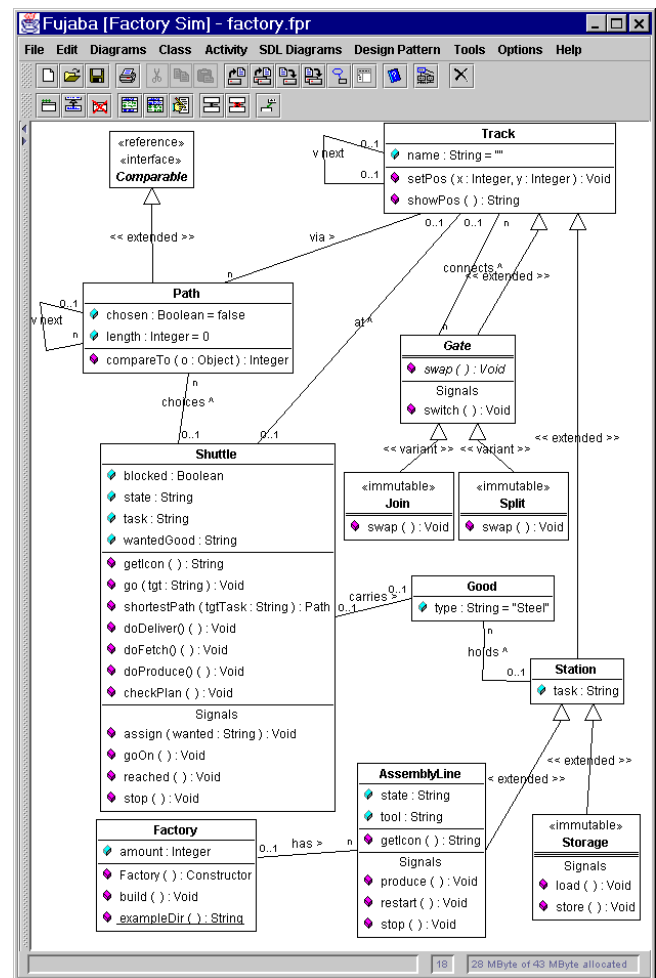 Fujaba [Factory Sim] - factory.fpr
File Edit Diagrams Class Activity SDL Diagrams Design Pattern Tools Options Help
«reference»
«interface»
Comparable
<< extended >>
Track
name : String = ""
setPos ( x : Integer, y : Integer ) : Void
showPos ( ) : String
0..1
v next
0..1
0..1
0..1
n
via >
n
connects ^
<< extended >>
n
at ^
Path
chosen : Boolean = false
length : Integer = 0
compareTo ( o : Object ) : Integer
0..1
v next
n
n
choices ^
0..1
0..1
Gate
swap ( ) : Void
Signals
switch ( ) : Void
<< variant >>
<< variant >>
<< extended >>
«immutable»
Join
swap ( ) : Void
«immutable»
Split
swap ( ) : Void
Shuttle
blocked : Boolean
state : String
task : String
wantedGood : String
getIcon ( ) : String
go ( tgt : String ) : Void
shortestPath ( tgtTask : String ) : Path
doDeliver() ( ) : Void
doFetch() ( ) : Void
doProduce() ( ) : Void
checkPlan ( ) : Void
Signals
assign ( wanted : String ) : Void
goOn ( ) : Void
reached ( ) : Void
stop ( ) : Void
0..1
carries >
0..1
Good
type : String = "Steel"
n
holds ^
0..1
Station
task : String
<< extended >>
< extended >>
AssemblyLine
state : String
tool : String
getIcon ( ) : String
Signals
produce ( ) : Void
restart ( ) : Void
stop ( ) : Void
«immutable»
Storage
Signals
load ( ) : Void
store ( ) : Void
Factory
amount : Integer
Factory ( ) : Constructor
build ( ) : Void
exampleDir ( ) : String
0..1
has >
n
18
28 MByte of 43 MByte allocated